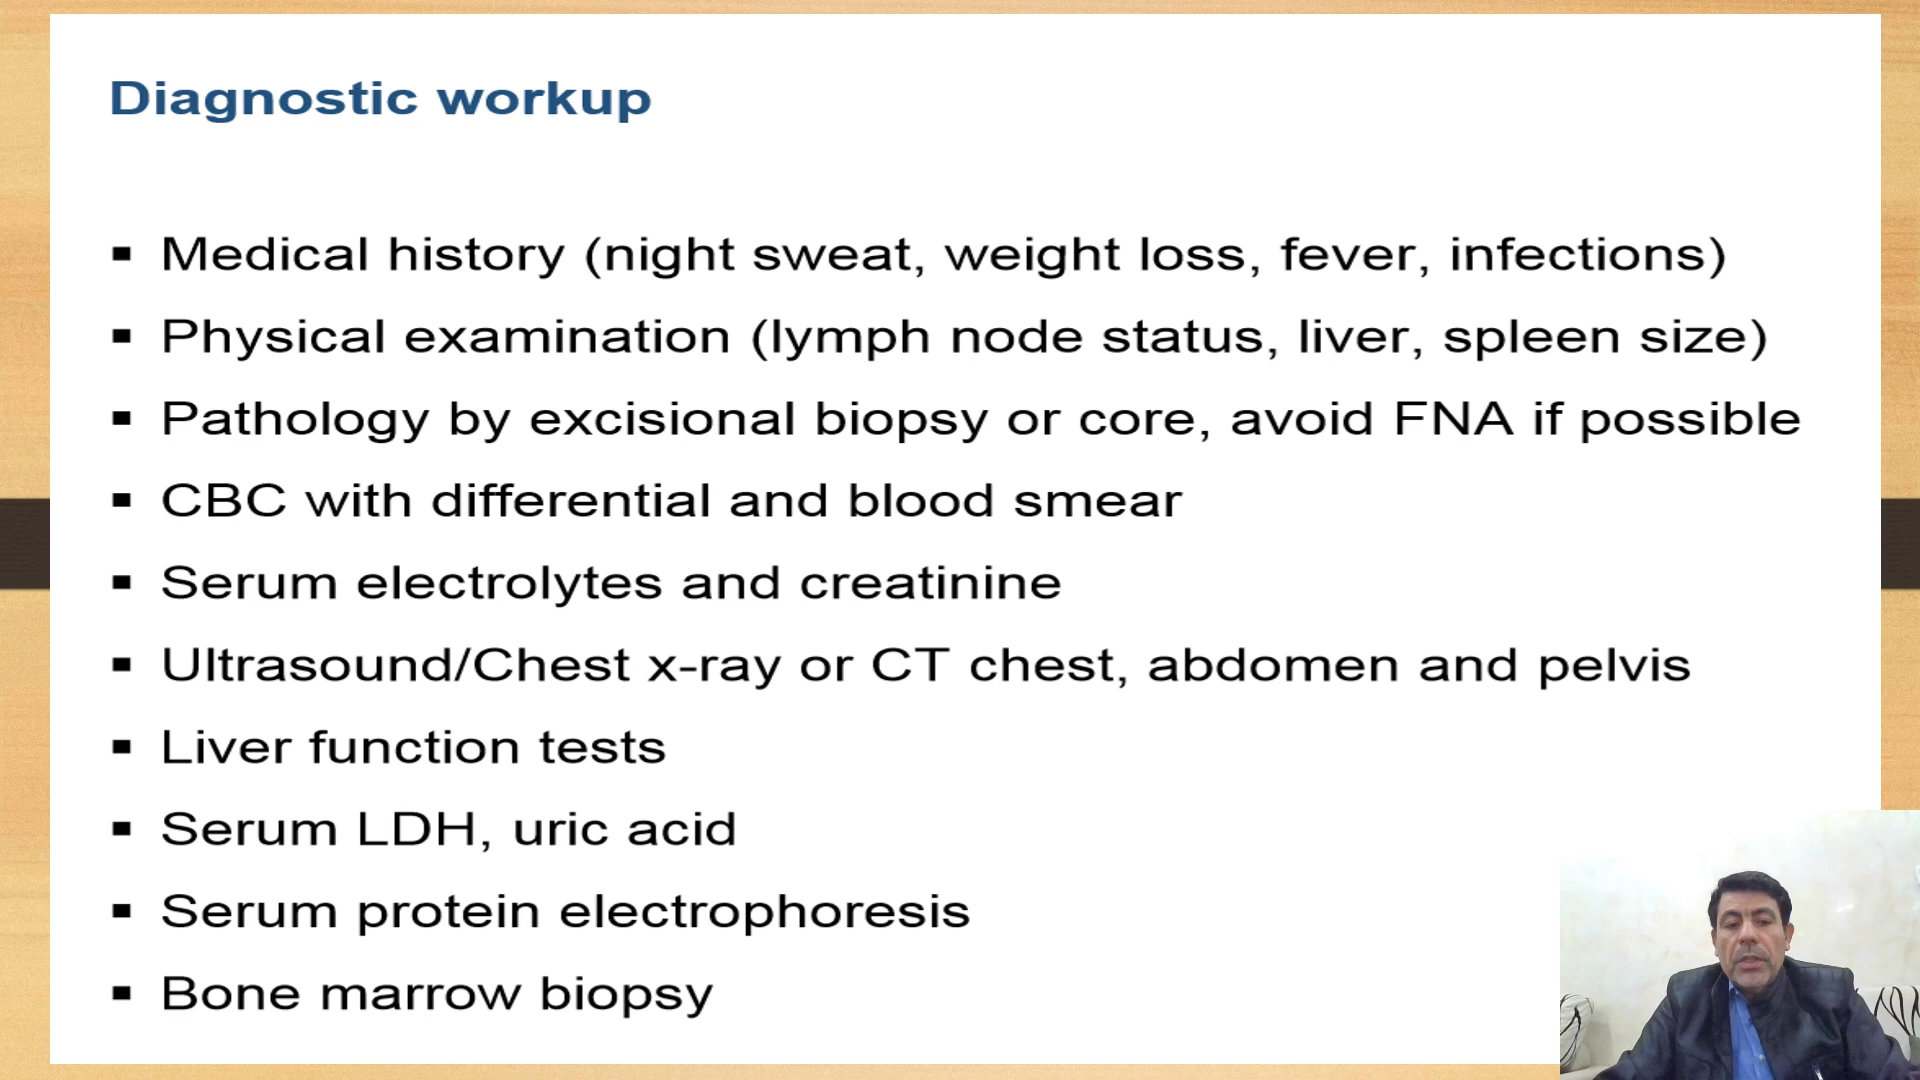 Diagnostic workup
▪ Medical history (night sweat, weight loss, fever, infections)
▪ Physical examination (lymph node status, liver, spleen size)
▪ Pathology by excisional biopsy or core, avoid FNA if possible
▪ CBC with differential and blood smear
▪ Serum electrolytes and creatinine
▪ Ultrasound/Chest x-ray or CT chest, abdomen and pelvis
▪ Liver function tests
▪ Serum LDH, uric acid
▪ Serum protein electrophoresis
▪ Bone marrow biopsy